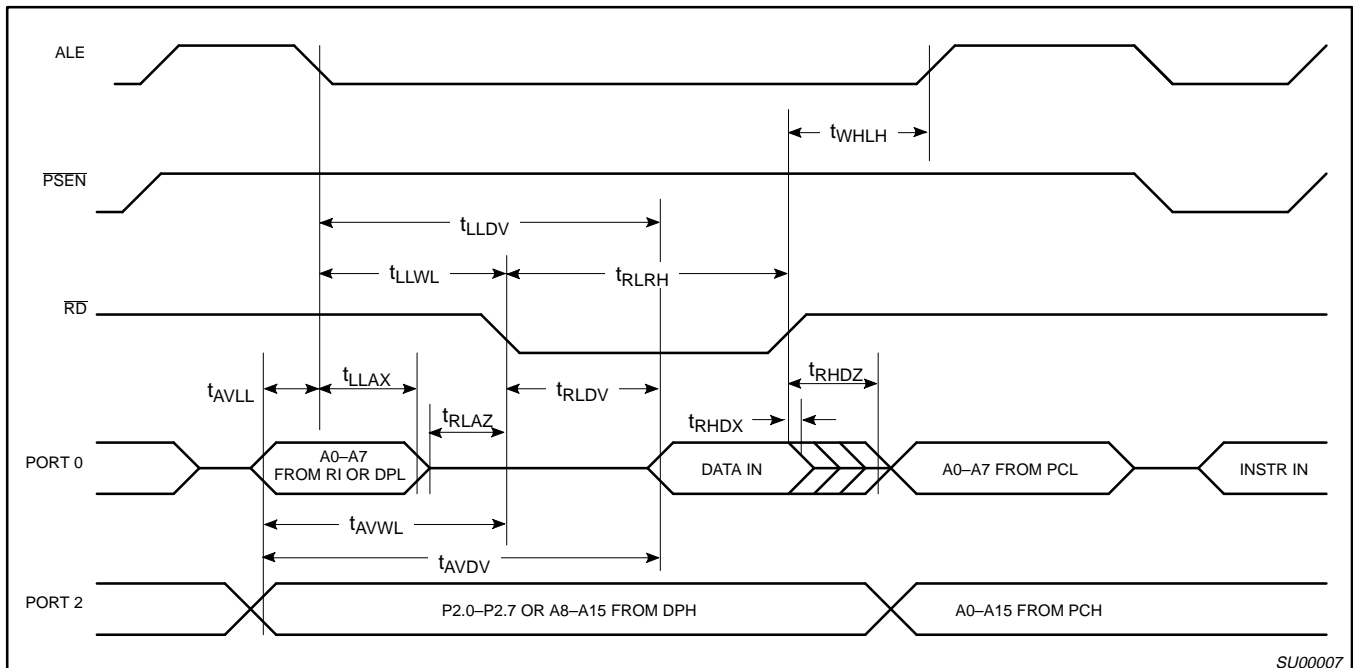 ALE
tWHLH
PSEN
tLLDV
tLLWL
tRLRH
RD
tAVLL
tLLAX
tRLDV
tRHDZ
tRLAZ
tRHDX
PORT 0
A0–A7
FROM RI OR DPL
DATA IN
A0–A7 FROM PCL
INSTR IN
tAVWL
tAVDV
PORT 2
P2.0–P2.7 OR A8–A15 FROM DPH
A0–A15 FROM PCH
SU00007